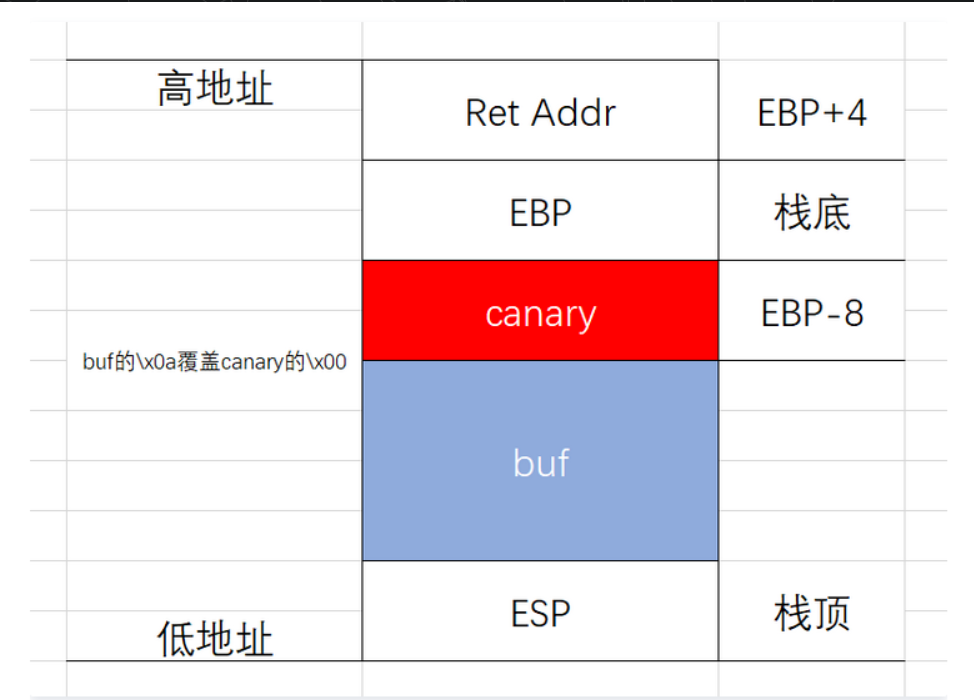 高地址
Ret Addr
EBP+4
EBP
栈底
canary
EBP-8
buf的\x0a覆盖canary的\x00
buf
低地址
ESP
栈顶